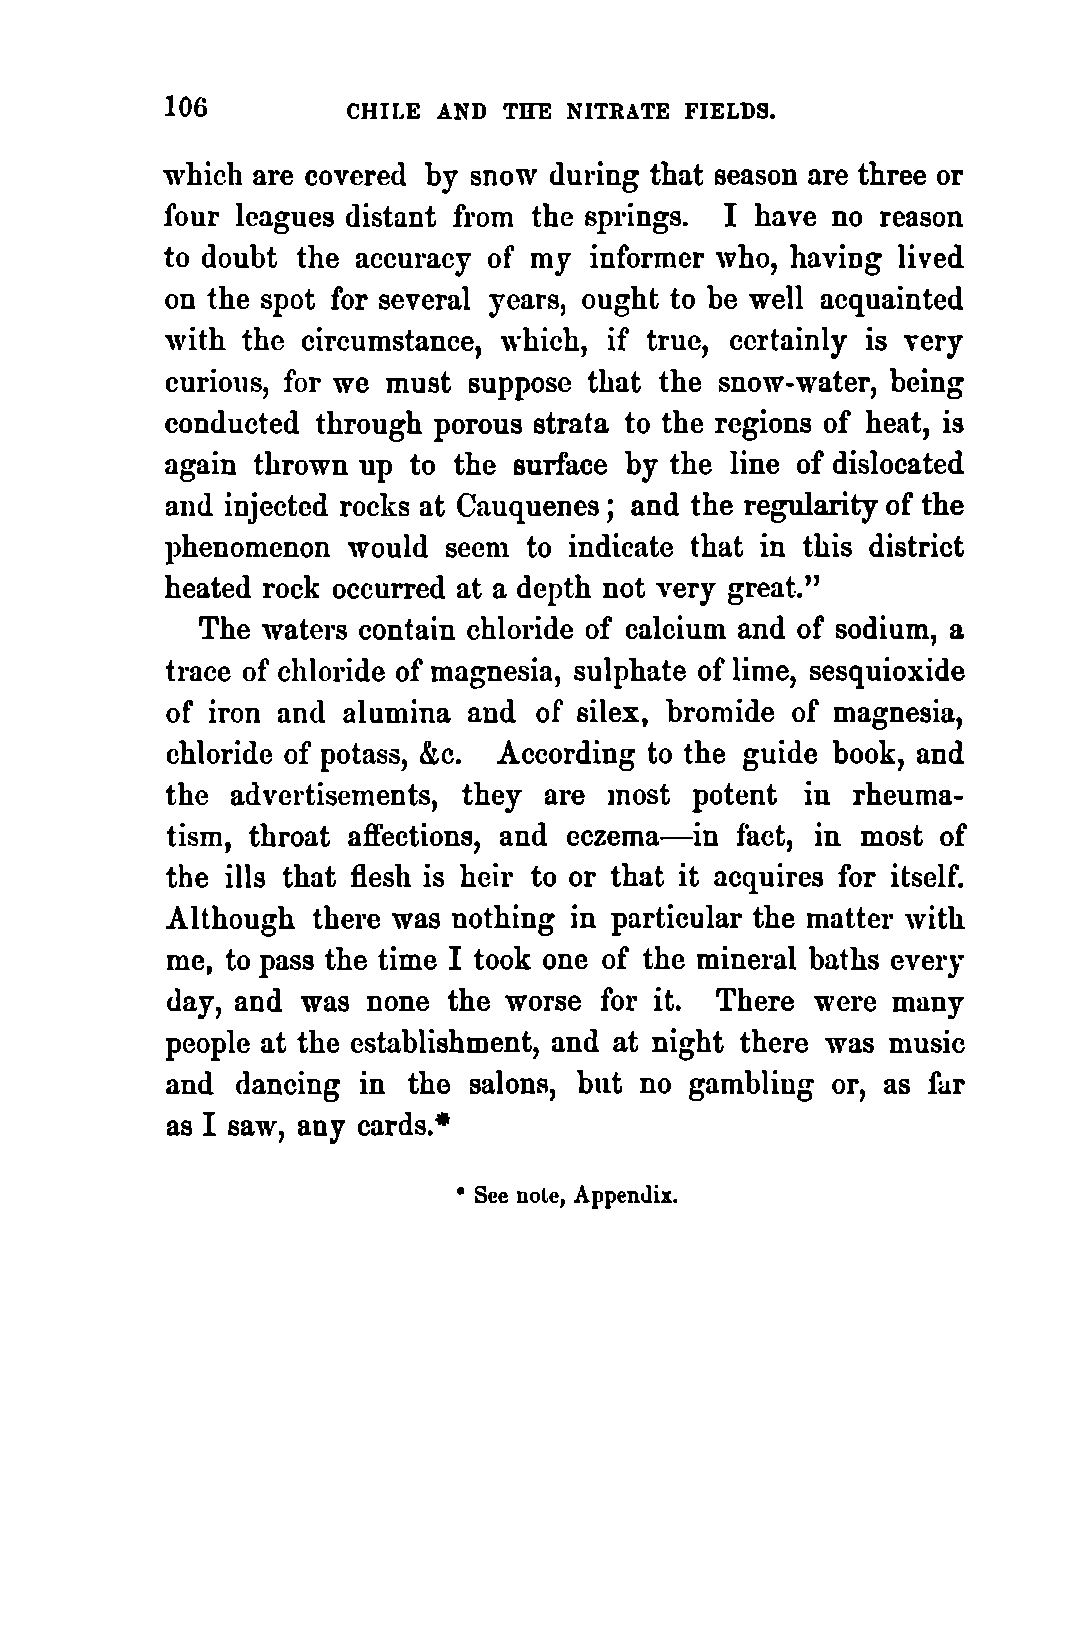 106 CHILE AND THE NITRATE FIELDS.
which are covered by snow during that season are three or
four leagues distant from the springs. I have no reason
to doubt the accuracy of my informer who, having lived
on the spot for several years, ought to be well acquainted
with the circumstance, which, if true, certainly is very
curious, for we must suppose that the snow-water, being
conducted through porous strata to the regions of heat, is
again thrown up to the surface by the line of dislocated
and injected rocks at Cauquenes; and the regularity of the
phenomenon would seem to indicate that in this district
heated rock occurred at a depth not very great."
The waters contain chloride of calcium and of sodium, a
trace of chloride of magnesia, sulphate of lime, sesquioxide
of iron and alumina and of silex, bromide of magnesia,
chloride of potass, &c. According to the guide book, and
the advertisements, they are most potent in rheuma-
tism, throat affections, and eczema—in fact, in most of
the ills that flesh is heir to or that it acquires for itself.
Although there was nothing in particular the matter with
me, to pass the time I took one of the mineral baths every
day, and was none the worse for it. There were many
people at the establishment, and at night there was music
and dancing in the salons, but no gambling or, as far
as I saw, any cards.*
* See note, Appendix.